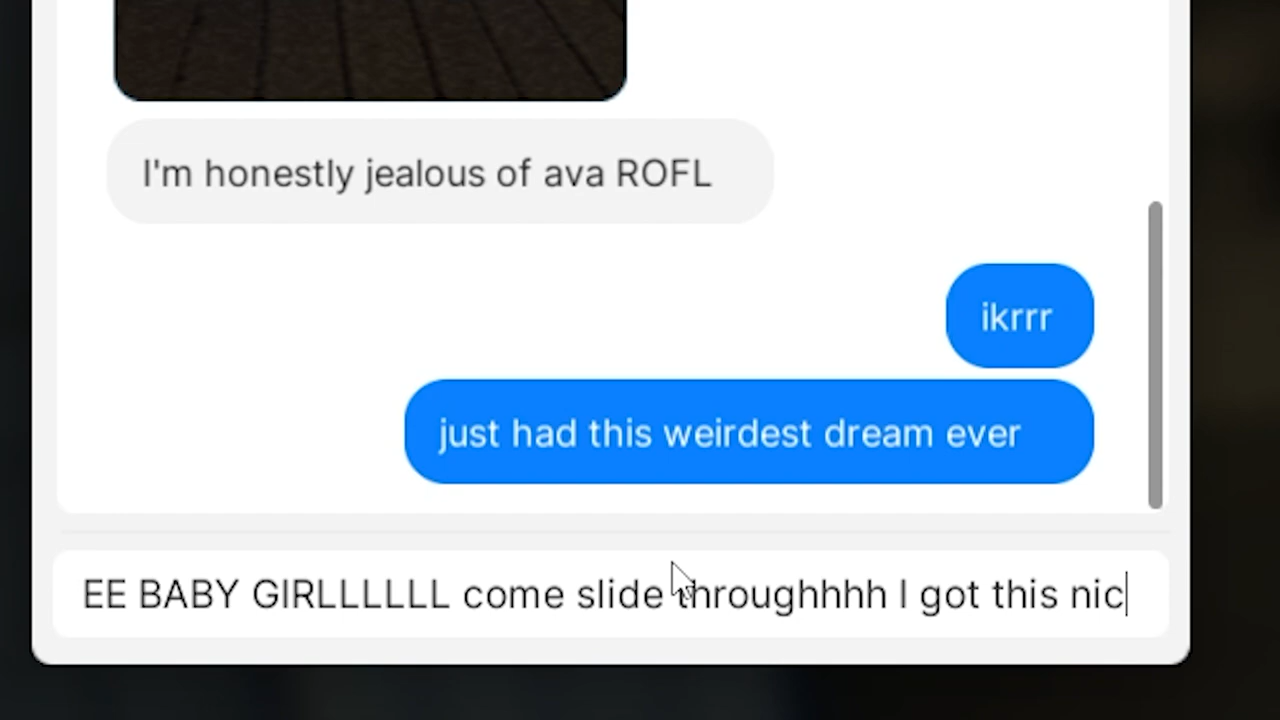 I'm honestly jealous of ava ROFL
ikrrr
just had this weirdest dream ever
EE BABY GIRLLLLLL come slide throughhhh I got this nic